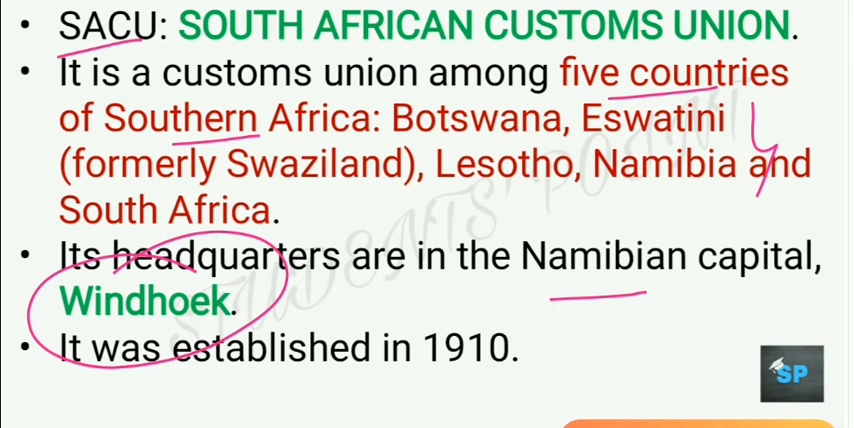 • SACU: SOUTH AFRICAN CUSTOMS UNION.
• It is a customs union among five countries
of Southern Africa: Botswana, Eswatini
(formerly Swaziland), Lesotho, Namibia and
South Africa.
• Its headquarters are in the Namibian capital,
Windhoek.
• It was established in 1910.
STUDENTS' POINT
SP